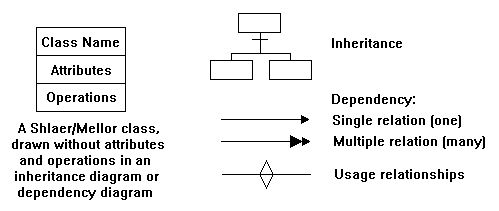 Class Name
Attributes
Operations
A Shlaer/Mellor class,
drawn without attributes
and operations in an
inheritance diagram or
dependency diagram
Inheritance
Dependency:
Single relation (one)
Multiple relation (many)
Usage relationships